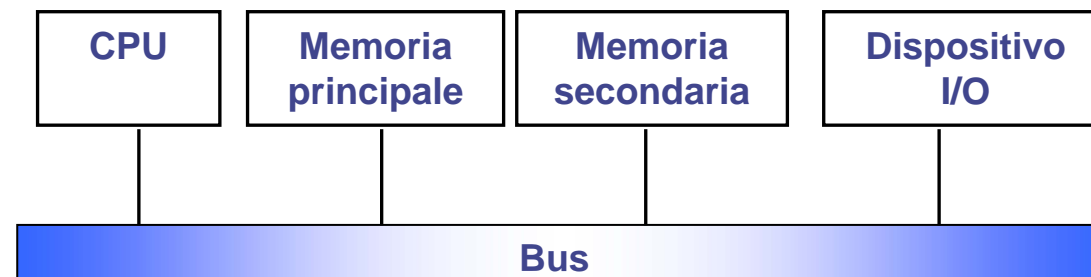 CPU
Memoria
principale
Memoria
secondaria
Dispositivo
I/O
Bus